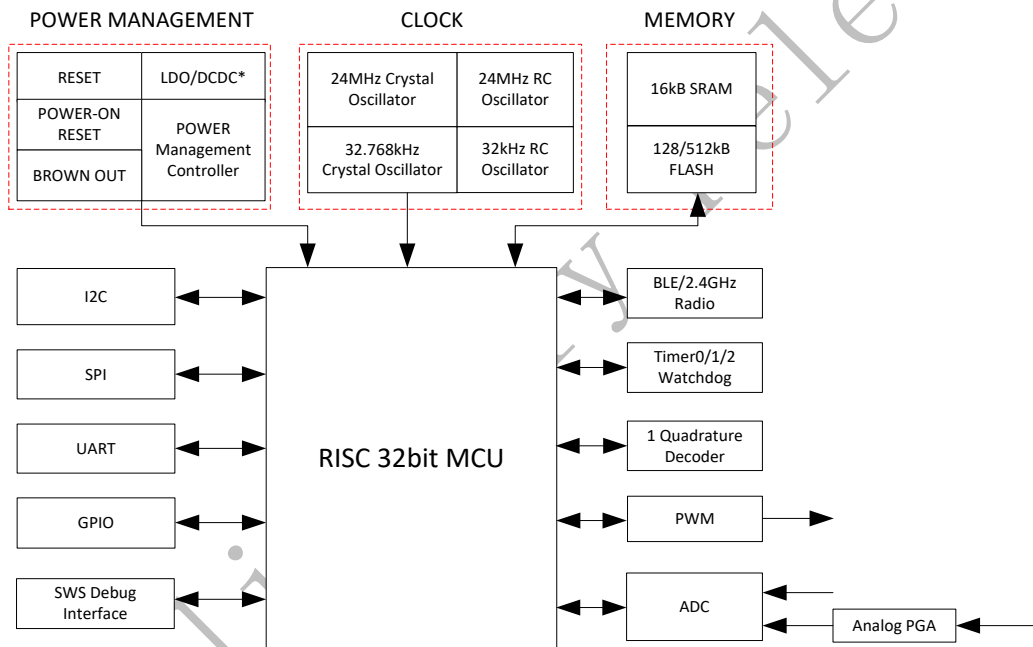 POWER MANAGEMENT
CLOCK
MEMORY
RESET
LDO/DCDC*
POWER-ON
RESET
POWER
Management
Controller
BROWN OUT
24MHz Crystal
Oscillator
24MHz RC
Oscillator
32.768kHz
Crystal Oscillator
32kHz RC
Oscillator
16kB SRAM
128/512kB
FLASH
I2C
SPI
UART
GPIO
SWS Debug
Interface
RISC 32bit MCU
BLE/2.4GHz
Radio
Timer0/1/2
Watchdog
1 Quadrature
Decoder
PWM
ADC
Analog PGA